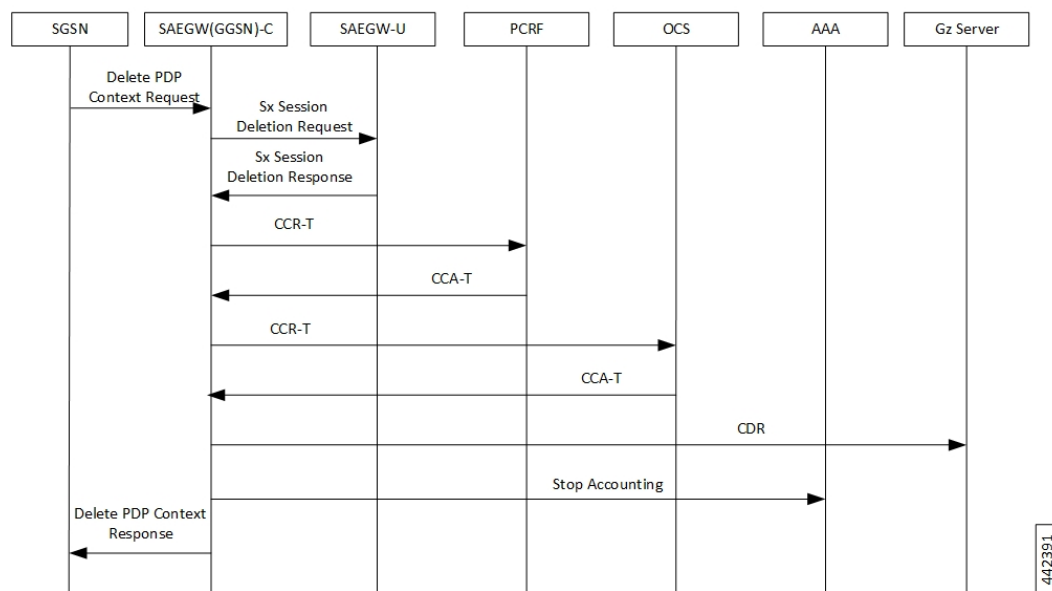 SGSN
SAEGW(GGSN)-C
SAEGW-U
PCRF
OCS
AAA
Gz Server
Delete PDP
Context Request
Sx Session
Deletion Request
Sx Session
Deletion Response
CCR-T
CCA-T
CCR-T
CCA-T
CDR
Stop Accounting
Delete PDP Context
Response
442391